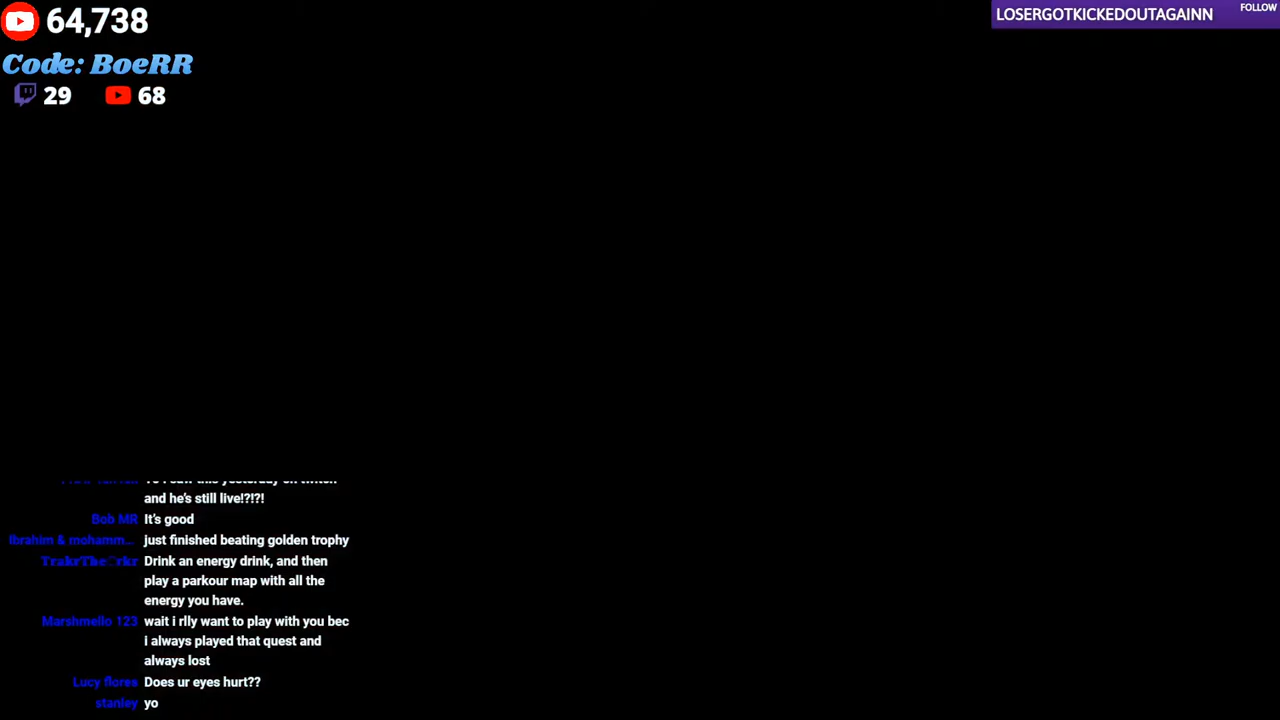 64,738
LOSERGOTKICKEDOUTAGAINN
FOLLOW
Code: BoeRR
29 68
and he's still live!?!?!
Bob MR It's good
Ibrahim & mohamm... just finished beating golden trophy
Drink an energy drink, and then
play a parkour map with all the
energy you have.
Marshmello 123 wait i rlly want to play with you bec
i always played that quest and
always lost
Lucy flores Does ur eyes hurt??
stanley yo